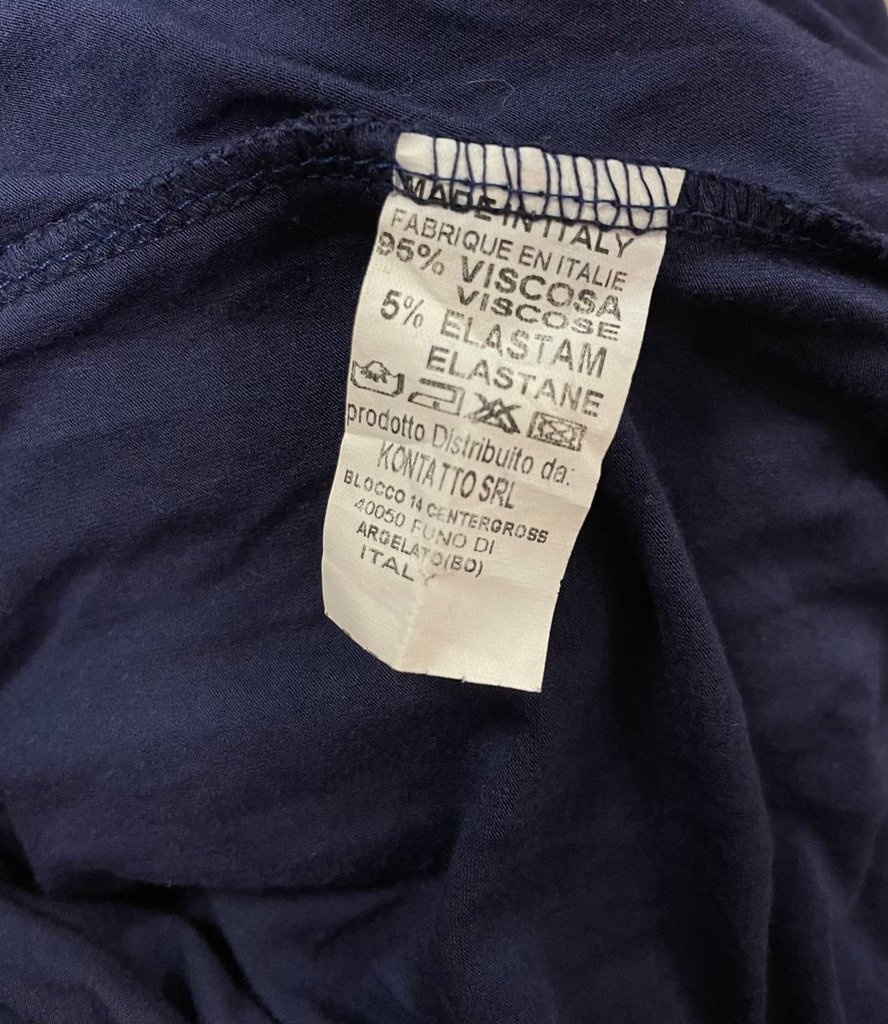 MADE IN ITALY
FABRIQUE EN ITALIE
95% VISCOSA
VISCOSE
5% ELASTAM
ELASTANE
prodotto Distribuito da:
KONTATTO SRL
BLOCCO 14 CENTERGROSS
40050 FUNO DI
ARGELATO(BO)
ITALY